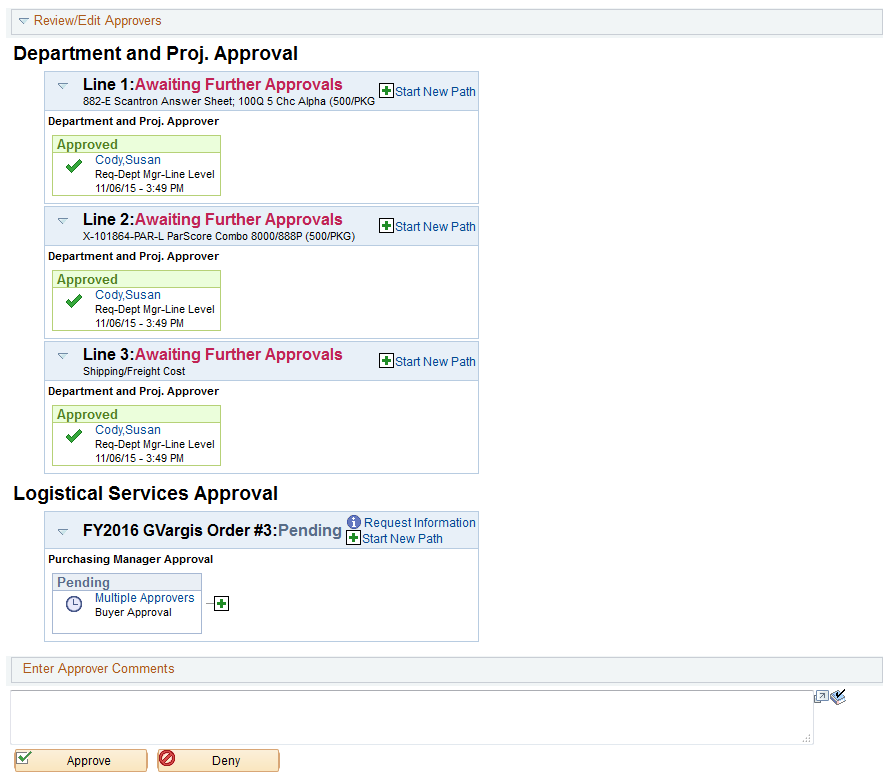 Review/Edit Approvers
Department and Proj. Approval
Line 1:Awaiting Further Approvals
882-E Scantron Answer Sheet; 100Q 5 Chc Alpha (500/PKG
Start New Path
Department and Proj. Approver
Approved
Cody,Susan
Req-Dept Mgr-Line Level
11/06/15 - 3:49 PM
Line 2:Awaiting Further Approvals
X-101864-PAR-L ParScore Combo 8000/888P (500/PKG)
Start New Path
Department and Proj. Approver
Approved
Cody,Susan
Req-Dept Mgr-Line Level
11/06/15 - 3:49 PM
Line 3:Awaiting Further Approvals
Shipping/Freight Cost
Start New Path
Department and Proj. Approver
Approved
Cody,Susan
Req-Dept Mgr-Line Level
11/06/15 - 3:49 PM
Logistical Services Approval
FY2016 GVargis Order #3:Pending
Request Information
Start New Path
Purchasing Manager Approval
Pending
Multiple Approvers
Buyer Approval
Enter Approver Comments
Approve
Deny